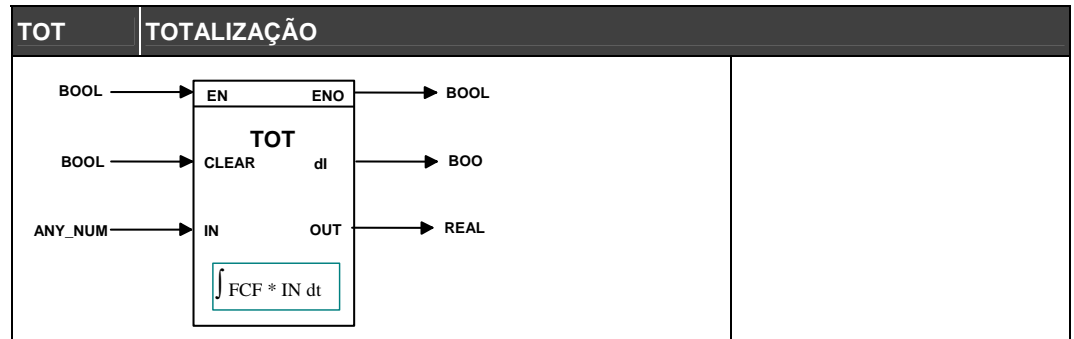 TOT TOTALIZAÇÃO
BOOL EN ENO BOOL
TOT
BOOL CLEAR dI BOO
ANY_NUM IN OUT REAL
∫ FCF * IN dt